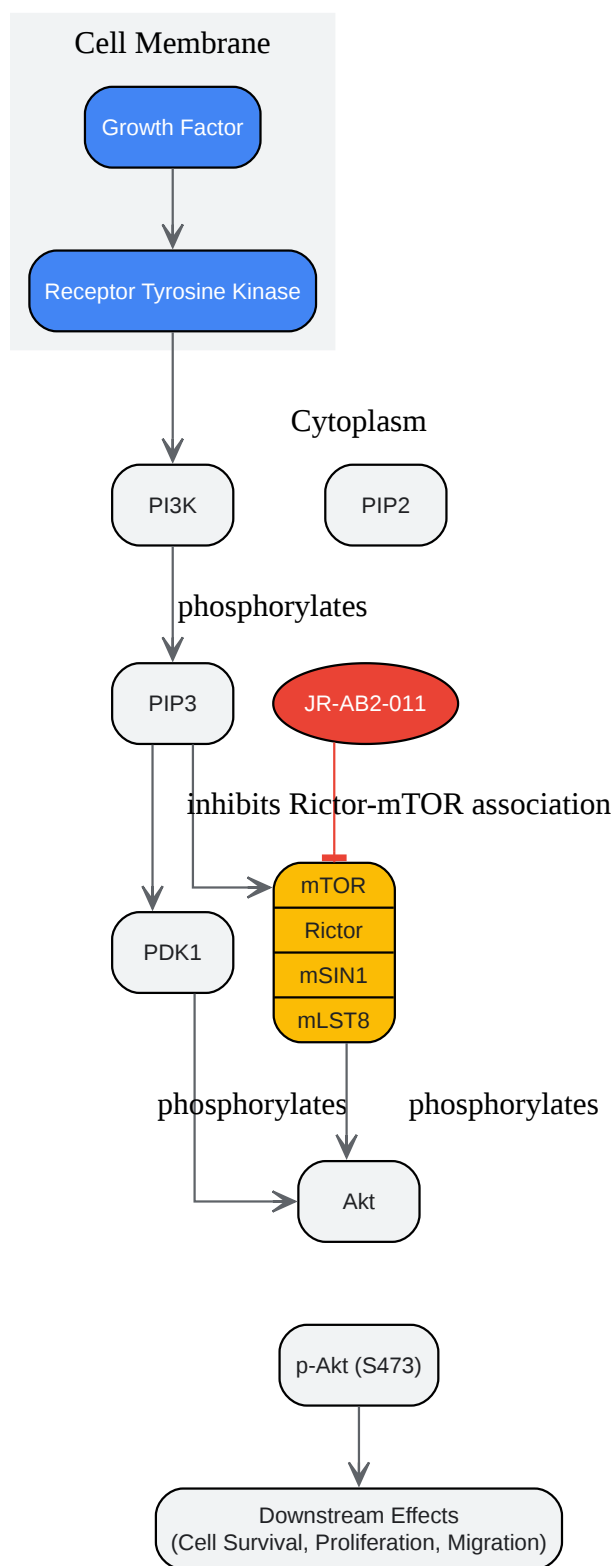 Cell Membrane
Growth Factor
Receptor Tyrosine Kinase
Cytoplasm
PI3K
PIP2
phosphorylates
PIP3
JR-AB2-011
inhibits Rictor-mTOR association
mTOR
Rictor
mSIN1
mLST8
PDK1
phosphorylates
phosphorylates
Akt
p-Akt (S473)
Downstream Effects
(Cell Survival, Proliferation, Migration)